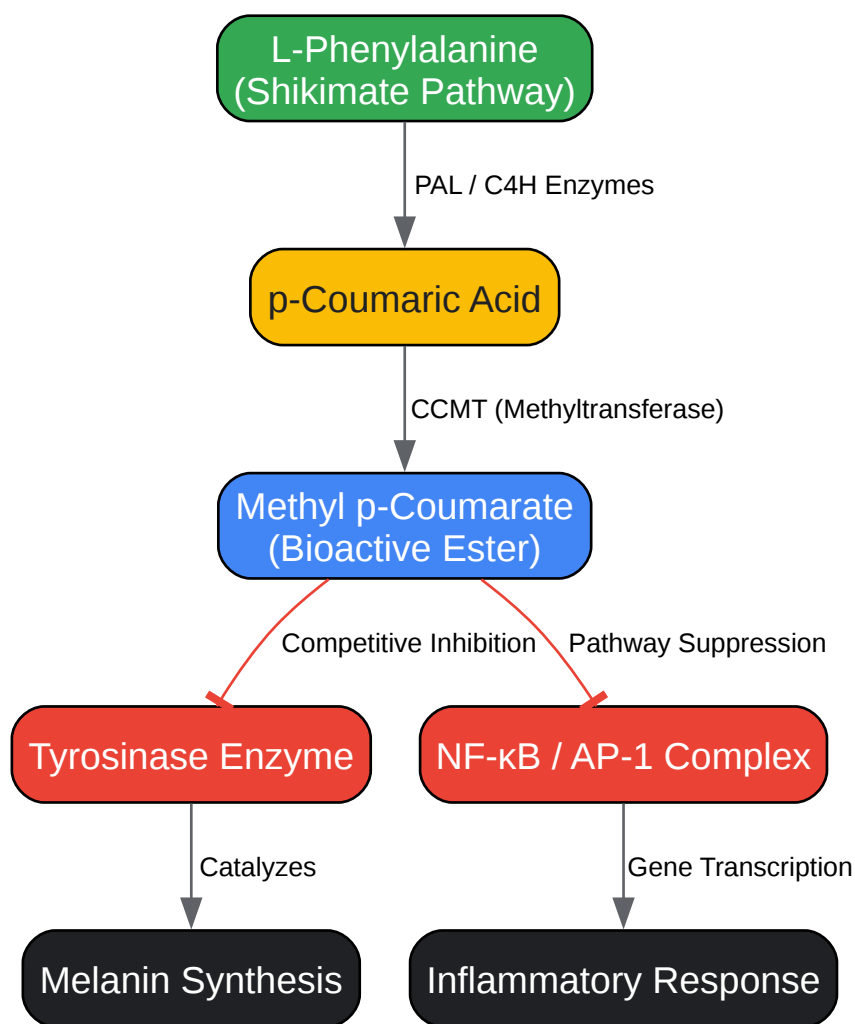 L-Phenylalanine
(Shikimate Pathway)
PAL / C4H Enzymes
p-Coumaric Acid
CCMT (Methyltransferase)
Methyl p-Coumarate
(Bioactive Ester)
Competitive Inhibition
Pathway Suppression
Tyrosinase Enzyme
NF-κB / AP-1 Complex
Catalyzes
Gene Transcription
Melanin Synthesis
Inflammatory Response